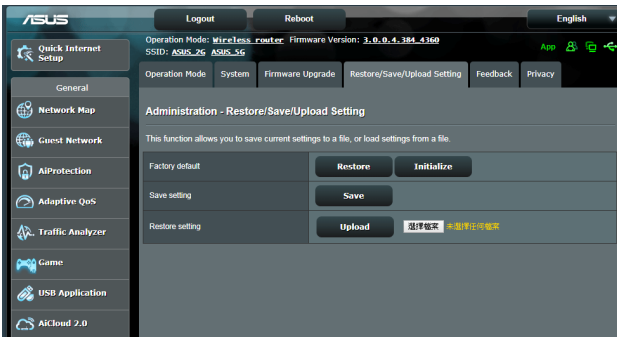 ASUS Logout Reboot English
Operation Mode: Wireless router Firmware Version: 3.0.0.4.384_4360
SSID: ASUS_2G ASUS_5G
App
Quick Internet Setup
Operation Mode System Firmware Upgrade Restore/Save/Upload Setting Feedback Privacy
General
Network Map
Guest Network
AiProtection
Adaptive QoS
Traffic Analyzer
Game
USB Application
AiCloud 2.0
Administration - Restore/Save/Upload Setting
This function allows you to save current settings to a file, or load settings from a file.
Factory default Restore Initialize
Save setting Save
Restore setting Upload 選擇檔案 未選擇任何檔案